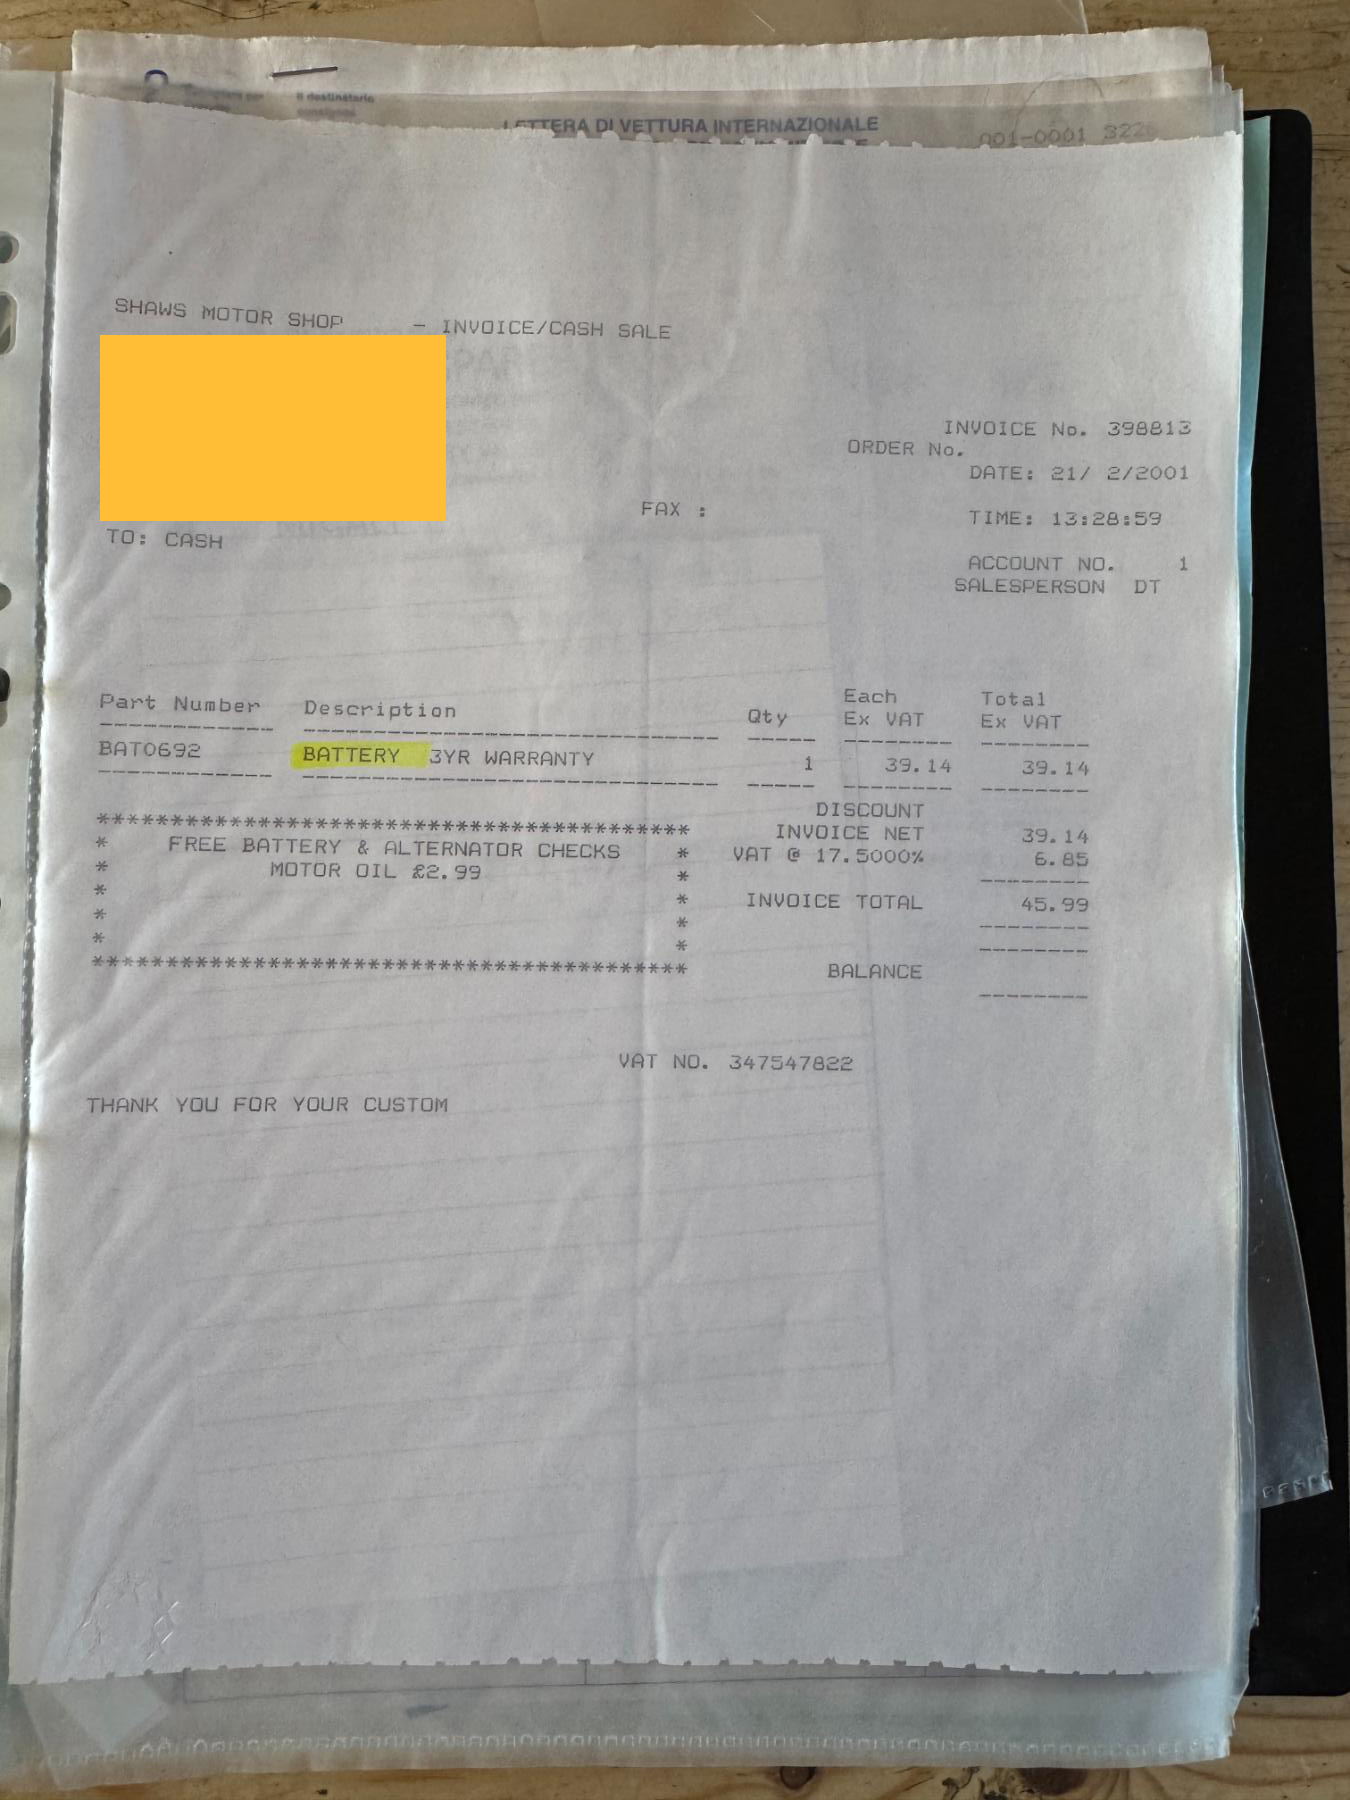 Il destinatario
LETTERA DI VETTURA INTERNAZIONALE
001-0001
SHAWS MOTOR SHOP - INVOICE/CASH SALE
INVOICE No. 398813
ORDER No.
DATE: 21/ 2/2001
FAX :
TIME: 13:28:59
TO: CASH
ACCOUNT NO. 1
SALESPERSON DT
Part Number Description Qty Each Ex VAT Total Ex VAT
BAT0692 BATTERY 3YR WARRANTY 1 39.14 39.14
DISCOUNT
****************************************
* FREE BATTERY & ALTERNATOR CHECKS * INVOICE NET 39.14
* MOTOR OIL £2.99 * VAT @ 17.5000% 6.85
* * INVOICE TOTAL 45.99
* *
* *
****************************************
BALANCE
VAT NO. 347547822
THANK YOU FOR YOUR CUSTOM